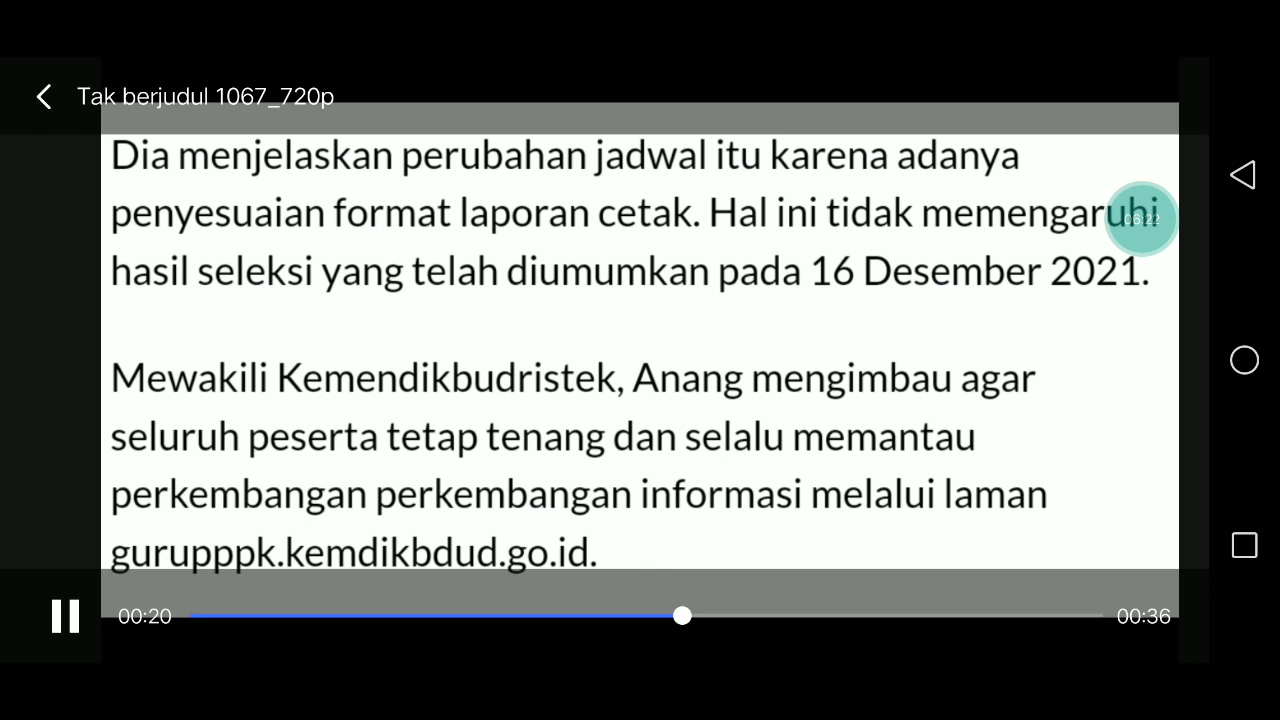 Tak berjudul 1067_720p
Dia menjelaskan perubahan jadwal itu karena adanya
penyesuaian format laporan cetak. Hal ini tidak memengaruhi
06:22
hasil seleksi yang telah diumumkan pada 16 Desember 2021.
Mewakili Kemendikbudristek, Anang mengimbau agar
seluruh peserta tetap tenang dan selalu memantau
perkembangan perkembangan informasi melalui laman
gurupppk.kemdikbdud.go.id.
00:20
00:36